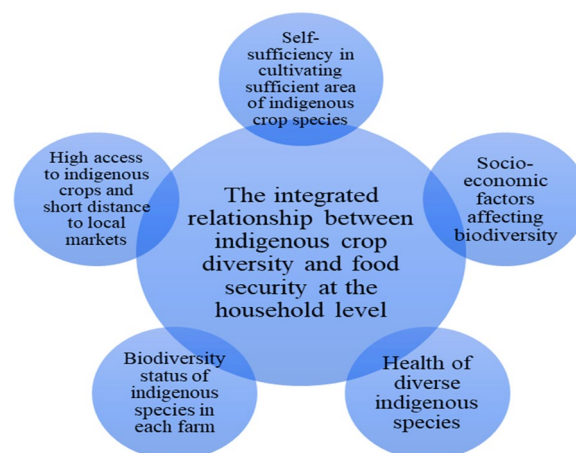 Self-
sufficiency in
cultivating
sufficient area
of indigenous
crop species
High access
to indigenous
crops and
short distance
to local
markets
Socio-
economic
factors
affecting
biodiversity
The integrated
relationship between
indigenous crop
diversity and food
security at the
household level
Biodiversity
status of
indigenous
species in
each farm
Health of
diverse
indigenous
species